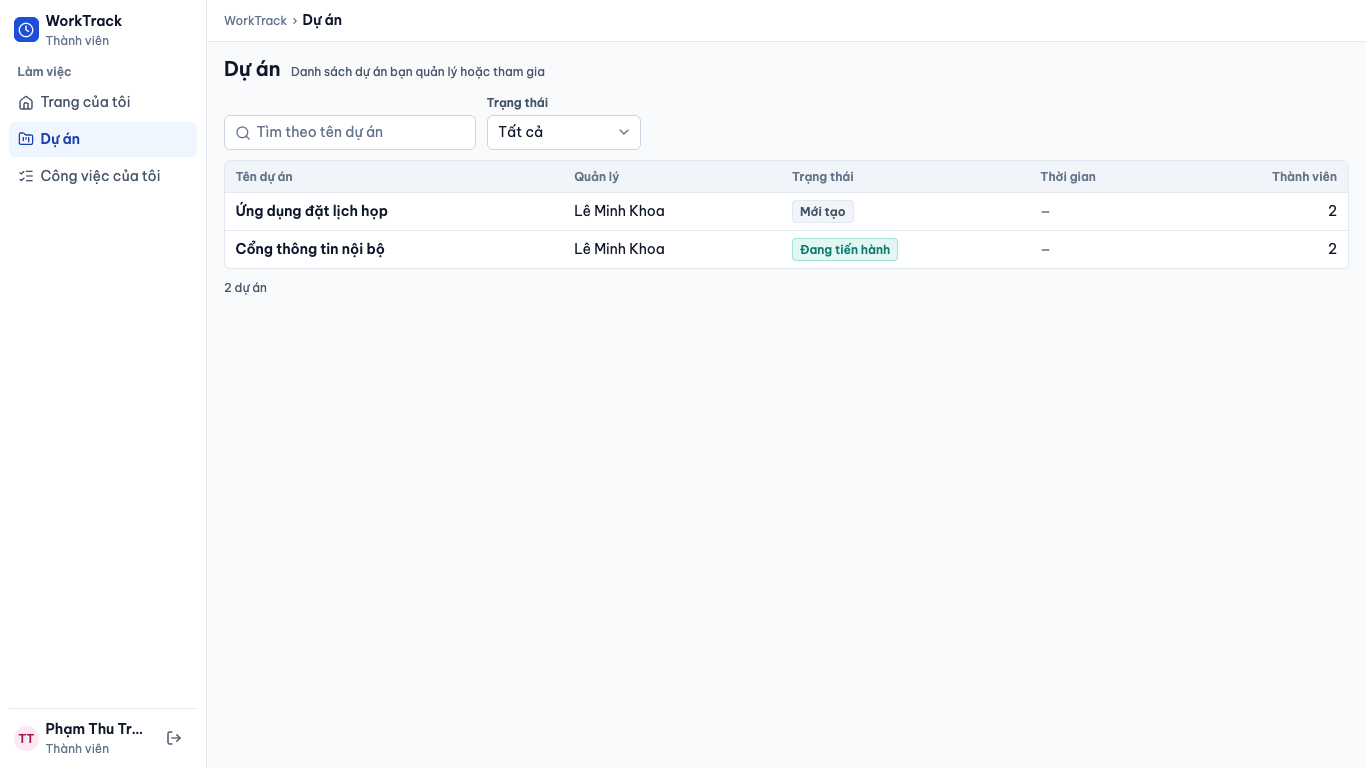 WorkTrack
Thành viên
Làm việc
Trang của tôi
Dự án
Công việc của tôi
Phạm Thu Tr...
TT
Thành viên
WorkTrack › Dự án
Dự án Danh sách dự án bạn quản lý hoặc tham gia
Trạng thái
Tìm theo tên dự án Tất cả
Tên dự án Quản lý Trạng thái Thời gian Thành viên
Ứng dụng đặt lịch họp Lê Minh Khoa Mới tạo – 2
Cổng thông tin nội bộ Lê Minh Khoa Đang tiến hành – 2
2 dự án